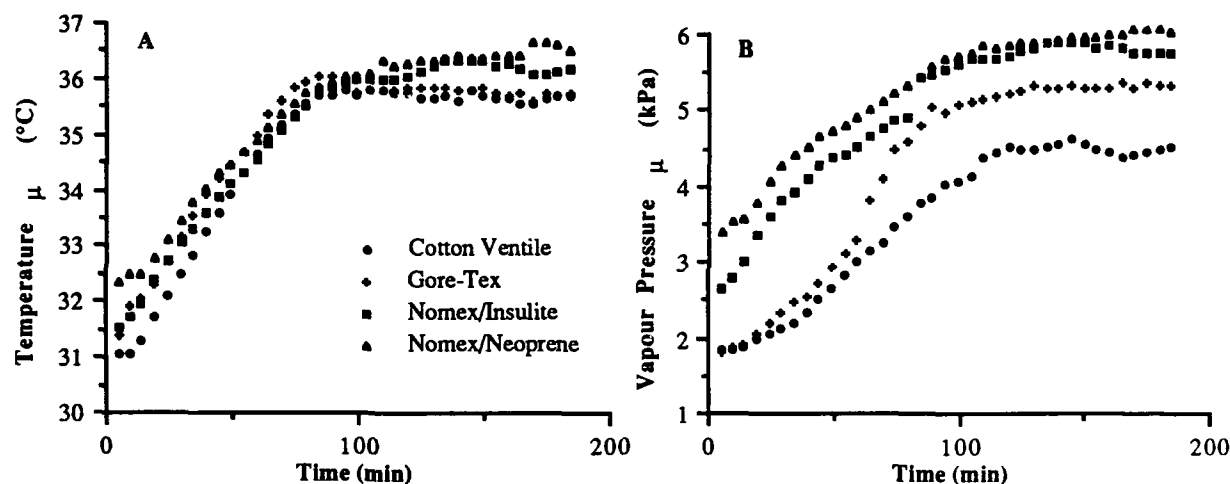 A
Temperature µ (°C)
37
36
35
34
33
32
31
30
0
100
200
Time (min)
Cotton Ventile
Gore-Tex
Nomex/Insulite
Nomex/Neoprene
B
Vapour Pressure µ (kPa)
6
5
4
3
2
1
0
100
200
Time (min)